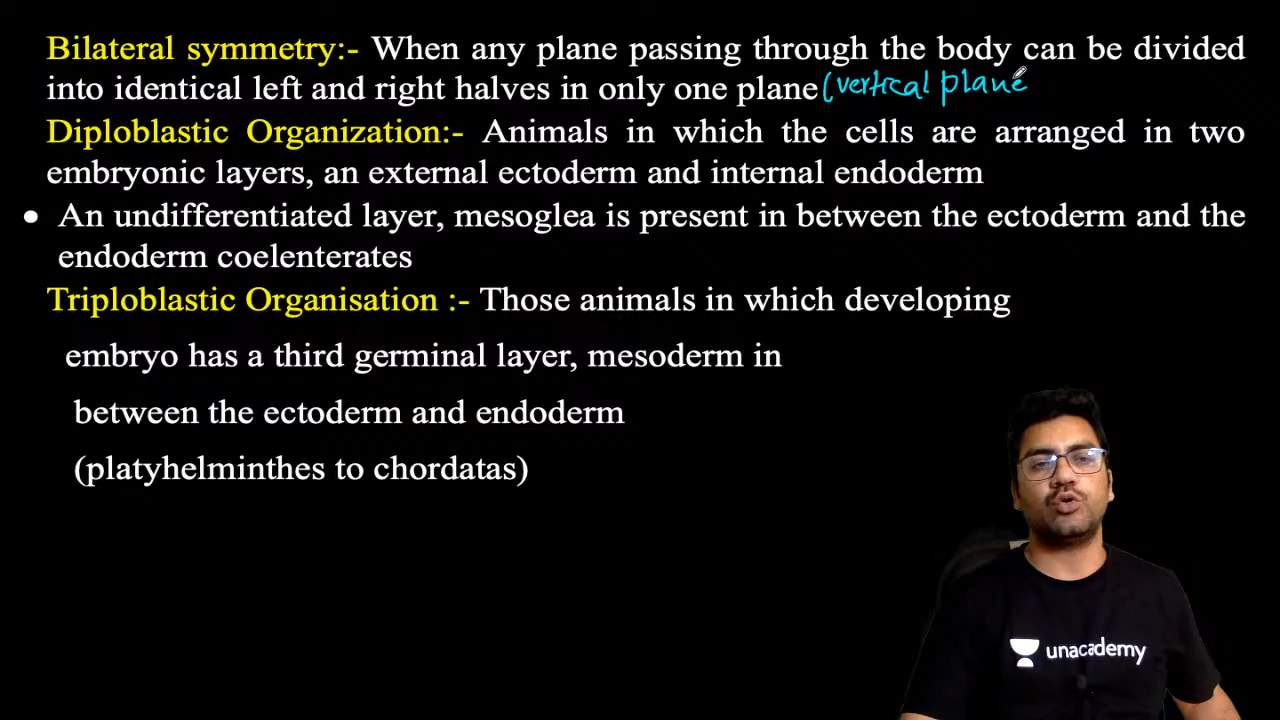 Bilateral symmetry:- When any plane passing through the body can be divided
into identical left and right halves in only one plane (vertical plane
Diploblastic Organization:- Animals in which the cells are arranged in two
embryonic layers, an external ectoderm and internal endoderm
● An undifferentiated layer, mesoglea is present in between the ectoderm and the
endoderm coelenterates
Triploblastic Organisation :- Those animals in which developing
embryo has a third germinal layer, mesoderm in
between the ectoderm and endoderm
(platyhelminthes to chordatas)
unacademy